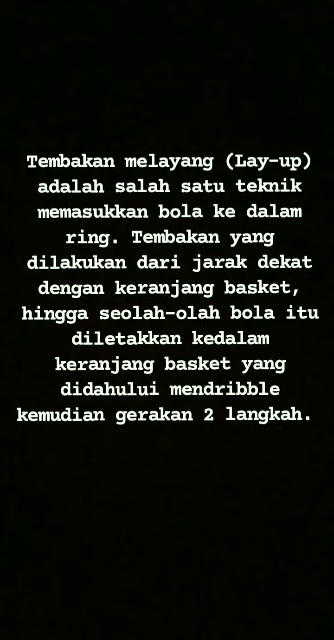 Tembakan melayang (Lay-up)
adalah salah satu teknik
memasukkan bola ke dalam
ring. Tembakan yang
dilakukan dari jarak dekat
dengan keranjang basket,
hingga seolah-olah bola itu
diletakkan kedalam
keranjang basket yang
didahului mendribble
kemudian gerakan 2 langkah.